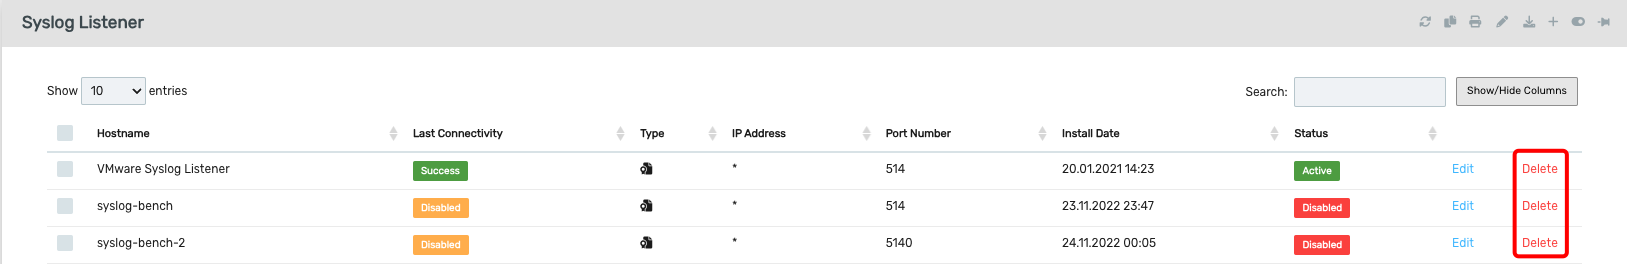 Syslog Listener
Show 10 entries Search: Show/Hide Columns
Hostname Last Connectivity Type IP Address Port Number Install Date Status
VMware Syslog Listener Success * 514 20.01.2021 14:23 Active Edit Delete
syslog-bench Disabled * 514 23.11.2022 23:47 Disabled Edit Delete
syslog-bench-2 Disabled * 5140 24.11.2022 00:05 Disabled Edit Delete